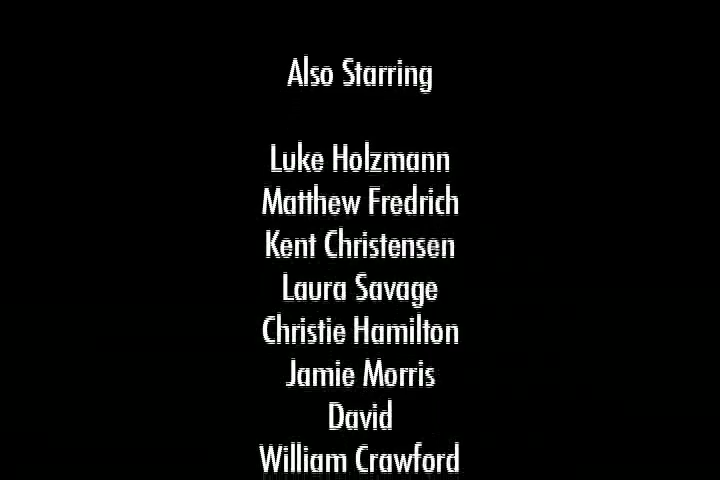 Also Starring
Luke Holzmann
Matthew Fredrich
Kent Christensen
Laura Savage
Christie Hamilton
Jamie Morris
David
William Crawford